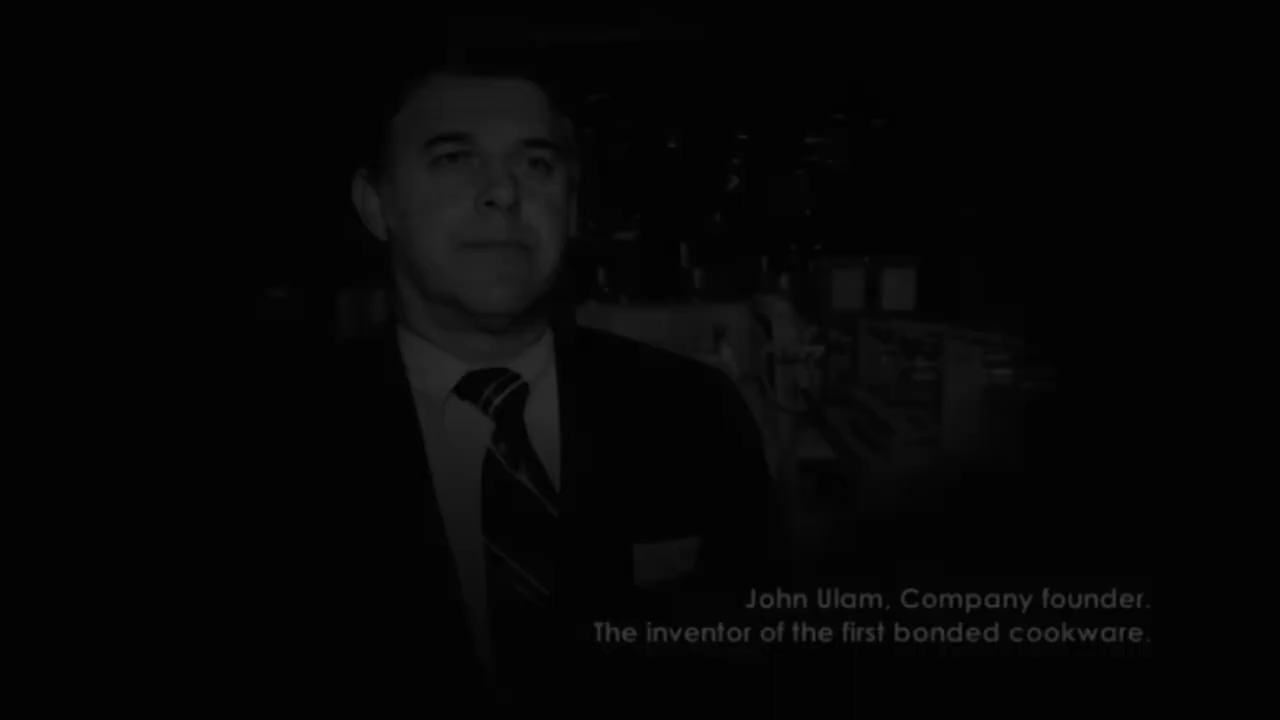 John Ulam, Company founder.
The inventor of the first bonded cookware.